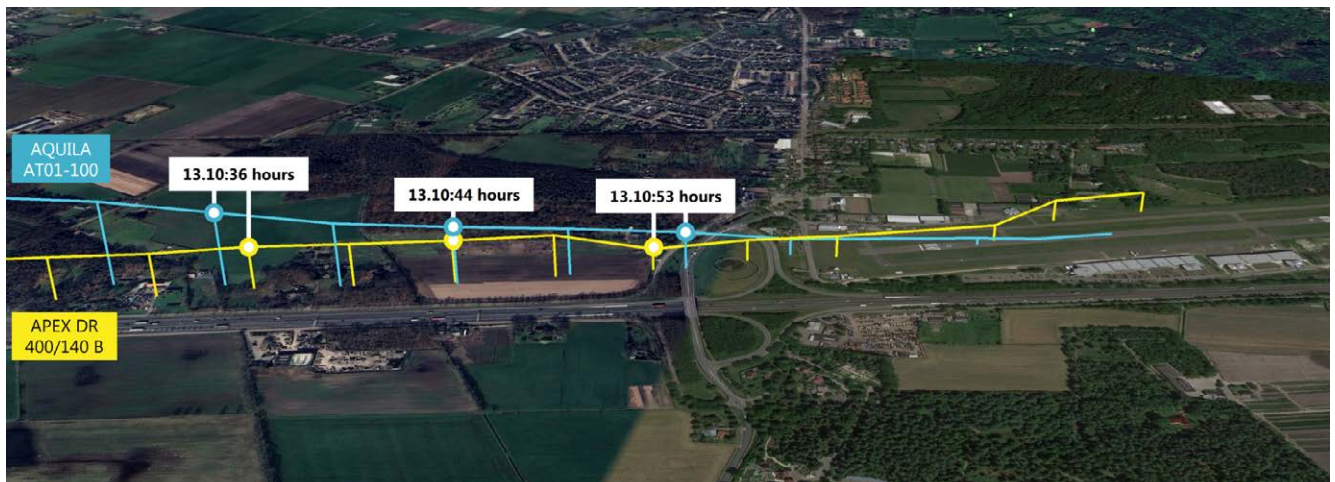 AQUILA
AT01-100
13.10:36 hours
13.10:44 hours
13.10:53 hours
APEX DR
400/140 B